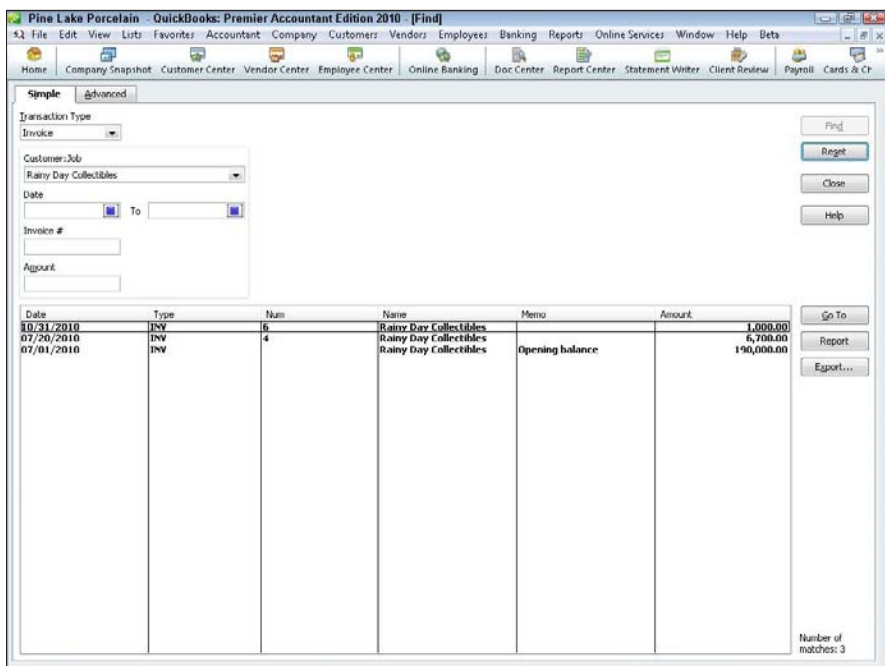 Pine Lake Porcelain - QuickBooks: Premier Accountant Edition 2010 - [Find]
File Edit View Lists Favorites Accountant Company Customers Vendors Employees Banking Reports Online Services Window Help Beta
Home Company Snapshot Customer Center Vendor Center Employee Center Online Banking Doc Center Report Center Statement Writer Client Review Payroll Cards & Cr
Simple Advanced
Transaction Type
Invoice
Find
Customer:Job
Reset
Rainy Day Collectibles
Close
Date
To
Help
Invoice #
Amount
Date Type Num Name Memo Amount
Go To
10/31/2010 INV 6 Rainy Day Collectibles 1,000.00
07/20/2010 INV 4 Rainy Day Collectibles 6,700.00
Report
07/01/2010 INV Rainy Day Collectibles Opening balance 190,000.00
Export...
Number of
matches: 3